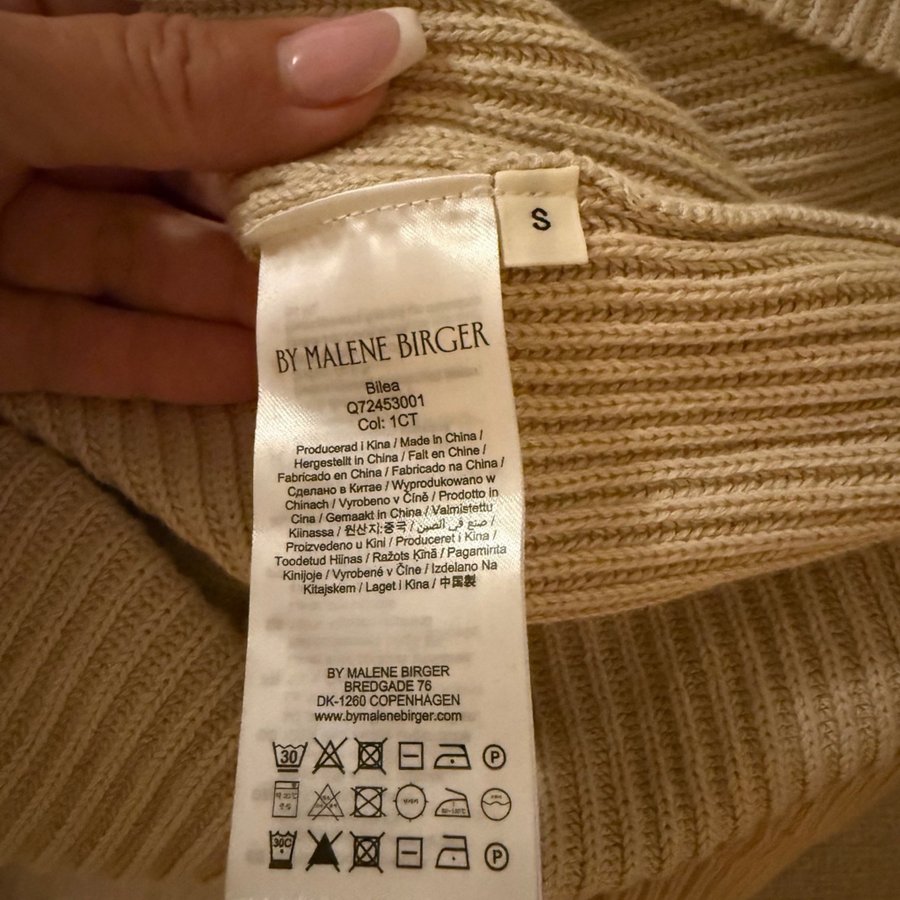 S
BY MALENE BIRGER
Bilea
Q72453001
Col: 1CT
Producerad i Kina / Made in China /
Hergestellt in China / Fait en Chine /
Fabricado en China / Fabricado na China /
Сделано в Китае / Wyprodukowano w
Chinach / Vyrobeno v Číně / Prodotto in
Cina / Gemaakt in China / Valmistettu
Kiinassa / 원산지:중국 / صنع في الصين /
Proizvedeno u Kini / Produceret i Kina /
Toodetud Hiinas / Ražots Ķīnā / Pagaminta
Kinijoje / Vyrobené v Číne / Izdelano Na
Kitajskem / Laget i Kina / 中国製
BY MALENE BIRGER
BREDGADE 76
DK-1260 COPENHAGEN
www.bymalenebirger.com
30 P
30C P